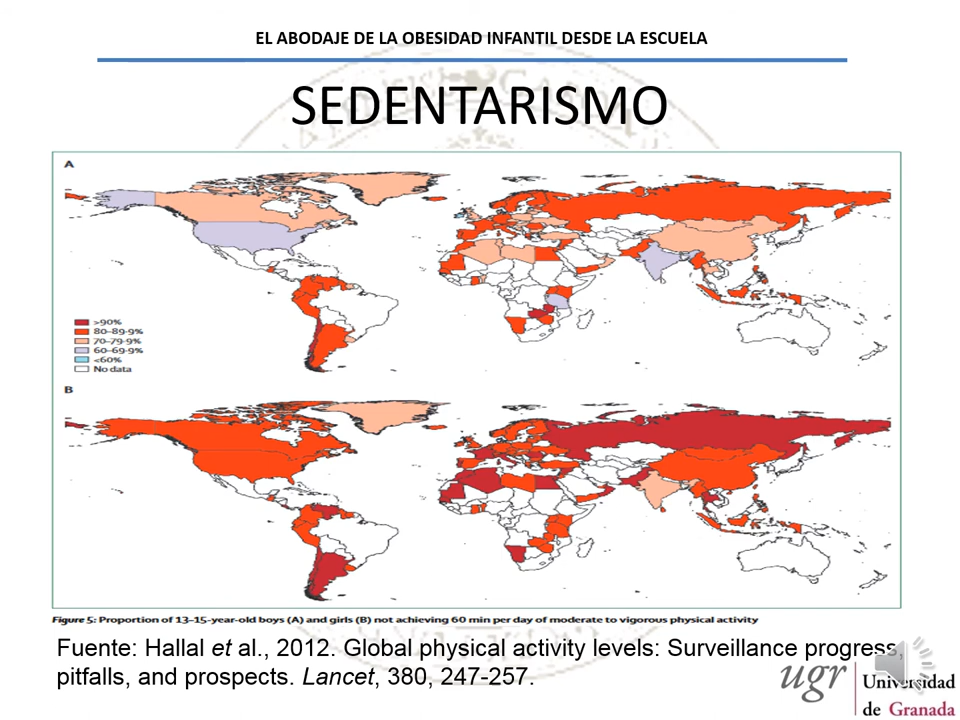 EL ABODAJE DE LA OBESIDAD INFANTIL DESDE LA ESCUELA
SEDENTARISMO
A
>90%
80–89·9%
70–79·9%
60–69·9%
<60%
No data
B
Figure 5: Proportion of 13–15-year-old boys (A) and girls (B) not achieving 60 min per day of moderate to vigorous physical activity
Fuente: Hallal et al., 2012. Global physical activity levels: Surveillance progress,
pitfalls, and prospects. Lancet, 380, 247-257.
ugr
Universidad
de Granada